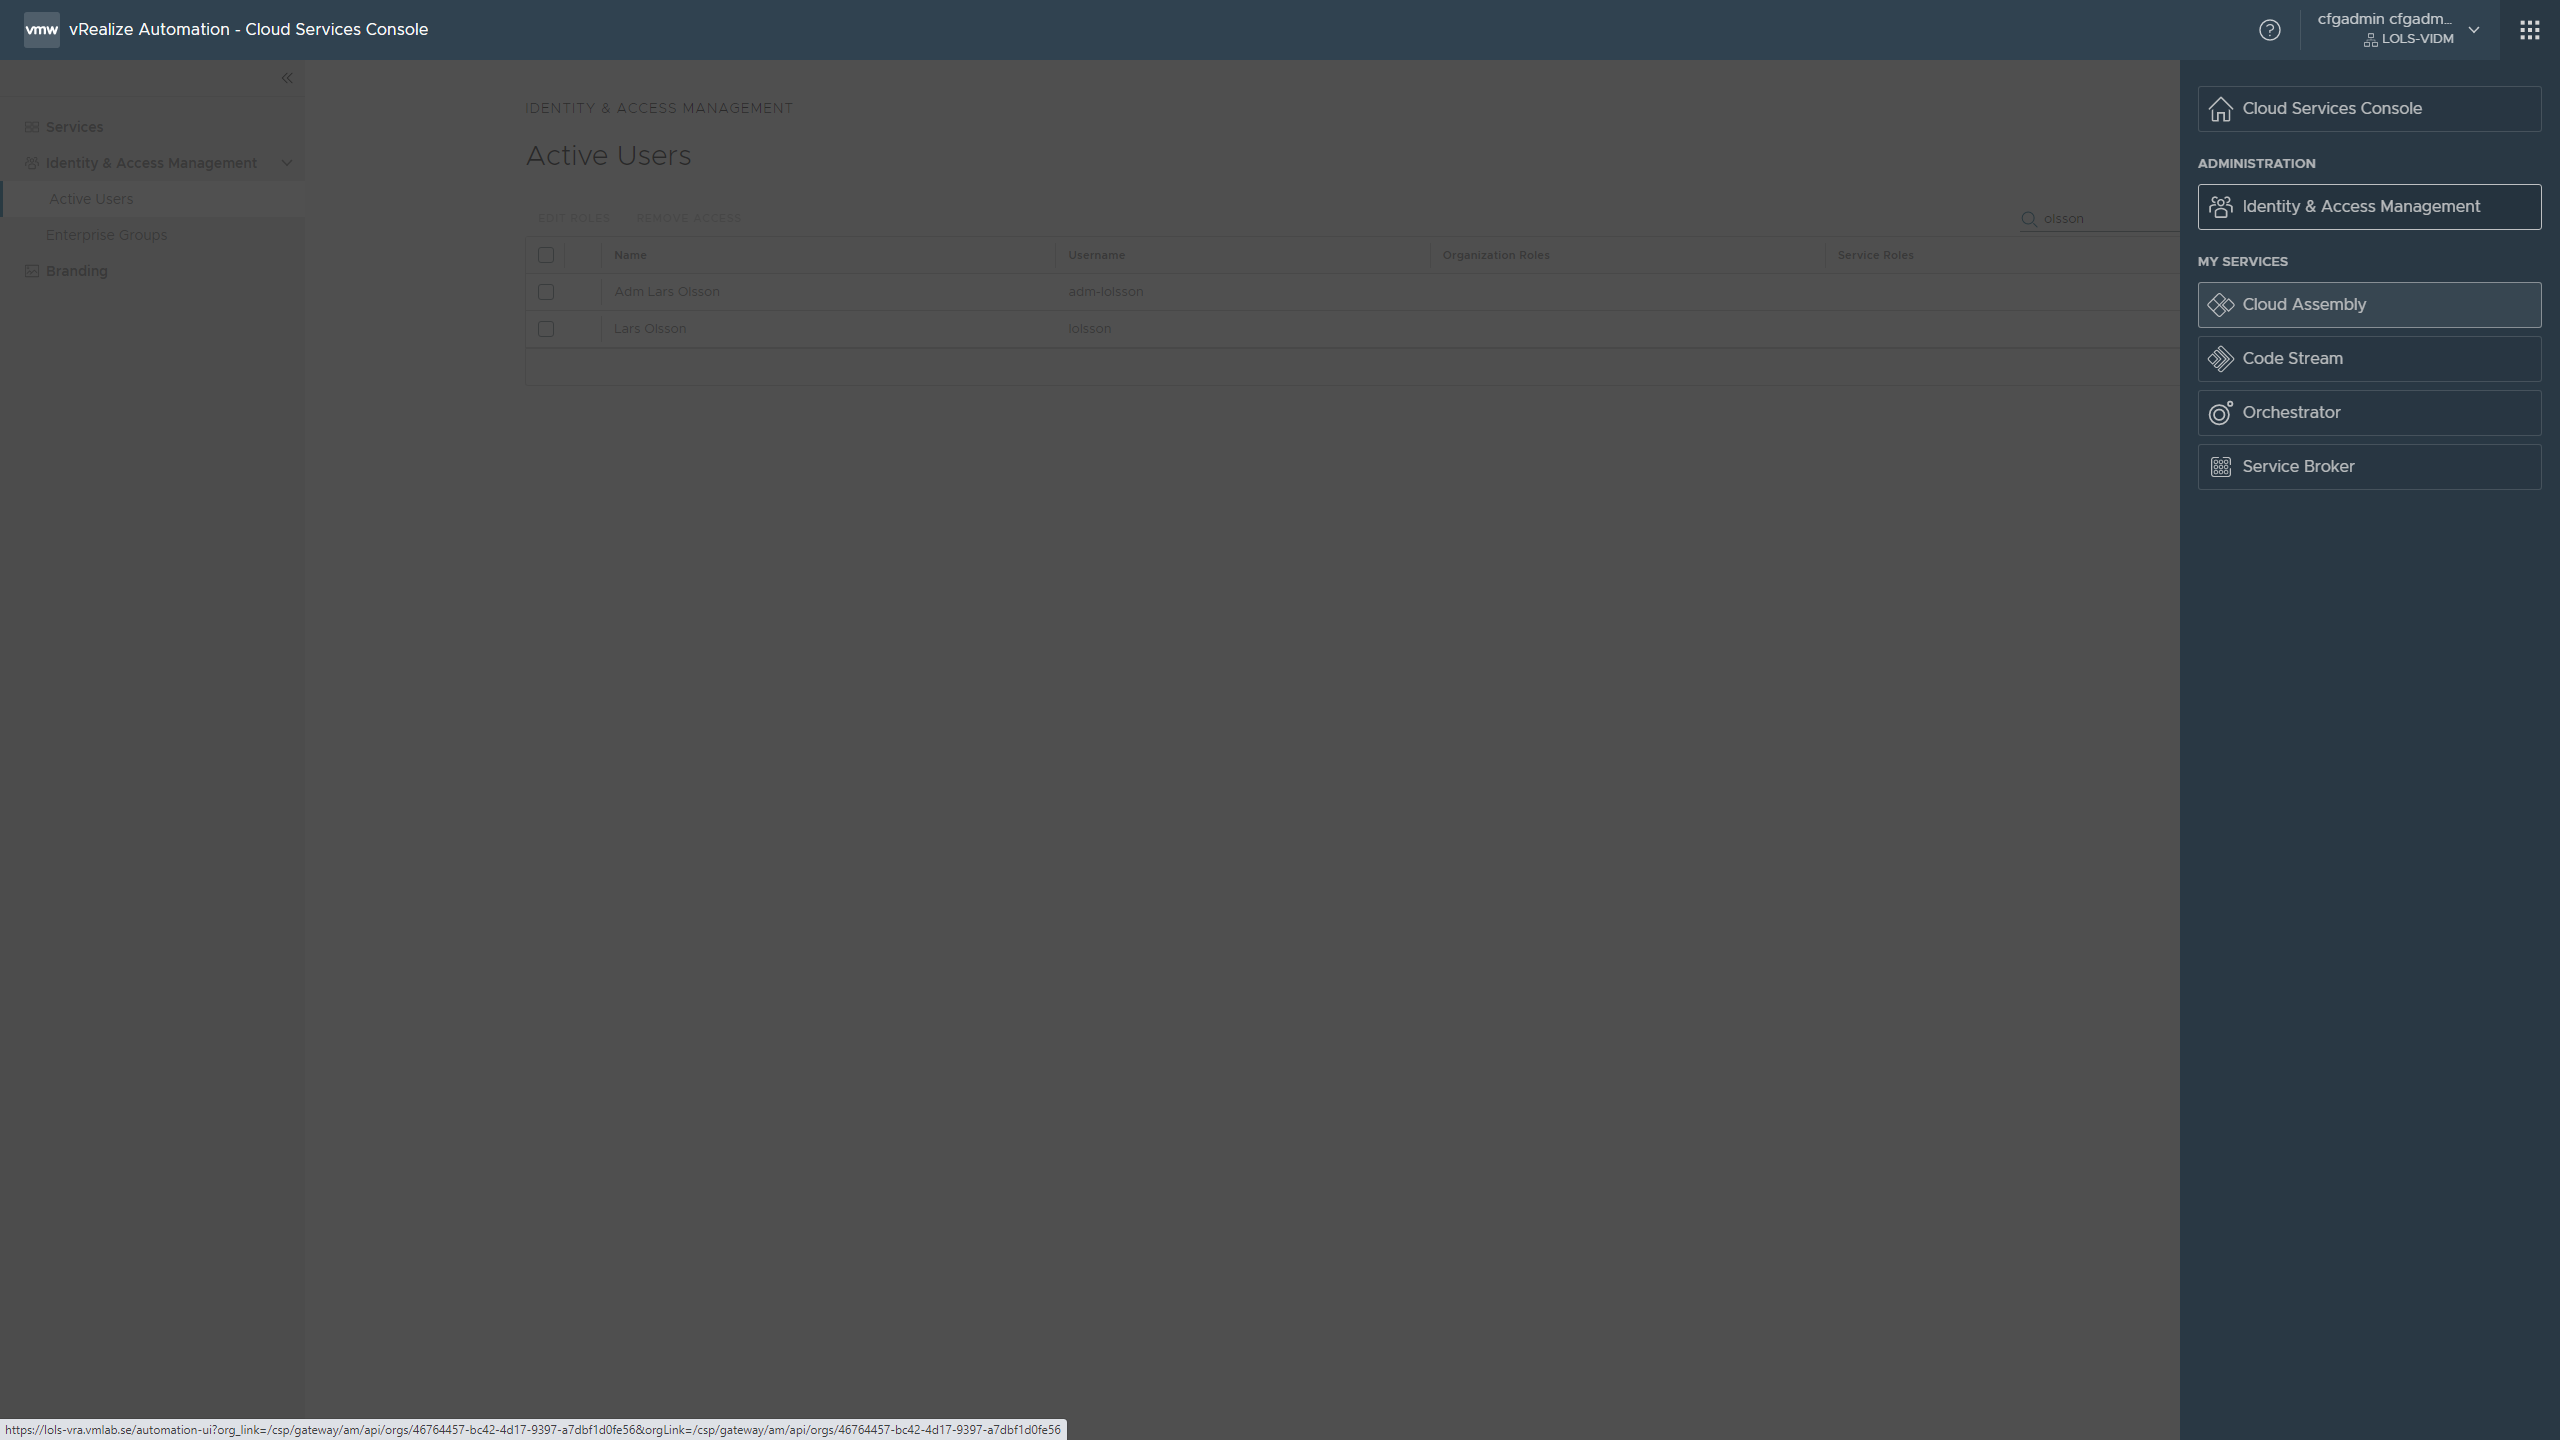 vmw vRealize Automation - Cloud Services Console
cfgadmin cfgadm...
LOLS-VIDM
Services
Identity & Access Management
Active Users
Enterprise Groups
Branding
IDENTITY & ACCESS MANAGEMENT
Active Users
EDIT ROLES REMOVE ACCESS
olsson
Name Username Organization Roles Service Roles
Adm Lars Olsson adm-lolsson
Lars Olsson lolsson
Cloud Services Console
ADMINISTRATION
Identity & Access Management
MY SERVICES
Cloud Assembly
Code Stream
Orchestrator
Service Broker
https://lols-vra.vmlab.se/automation-ui?org_link=/csp/gateway/am/api/orgs/46764457-bc42-4d17-9397-a7dbf1d0fe56&orgLink=/csp/gateway/am/api/orgs/46764457-bc42-4d17-9397-a7dbf1d0fe56